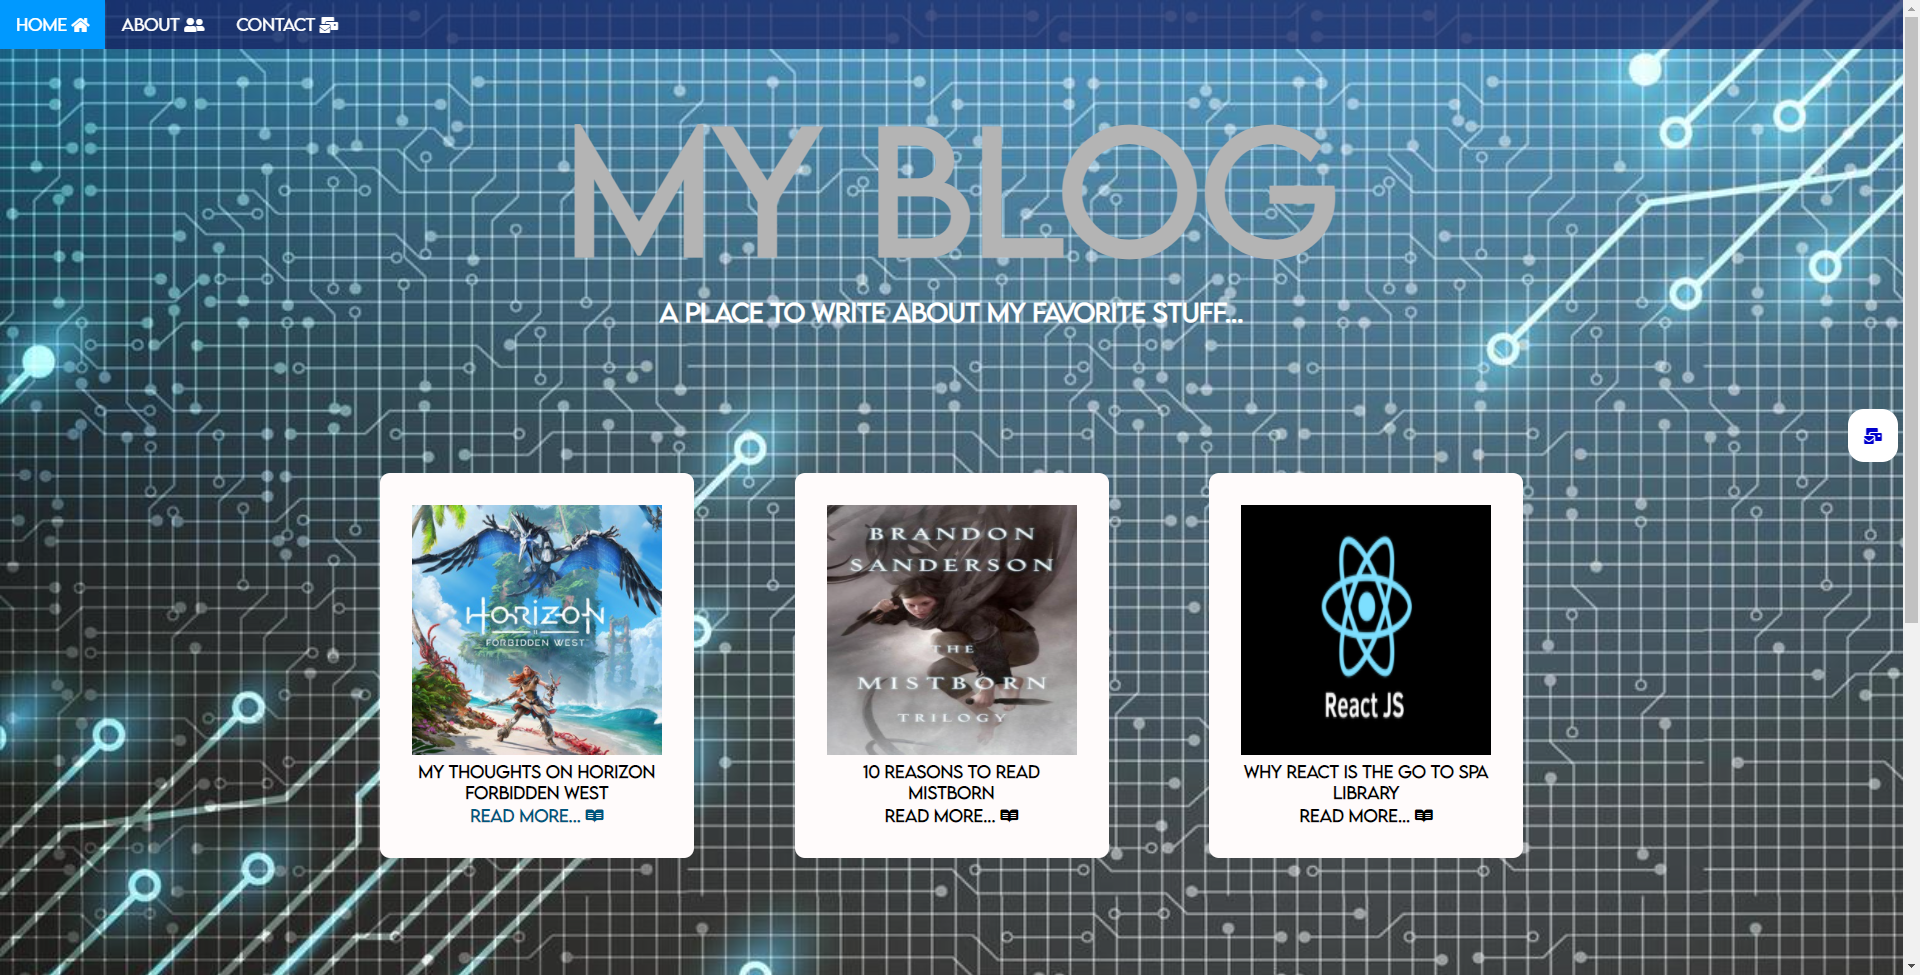 HOME
ABOUT
CONTACT
MY BLOG
A PLACE TO WRITE ABOUT MY FAVORITE STUFF...
HORIZON
FORBIDDEN WEST
MY THOUGHTS ON HORIZON
FORBIDDEN WEST
READ MORE...
BRANDON
SANDERSON
THE
MISTBORN
TRILOGY
10 REASONS TO READ
MISTBORN
READ MORE...
React JS
WHY REACT IS THE GO TO SPA
LIBRARY
READ MORE...